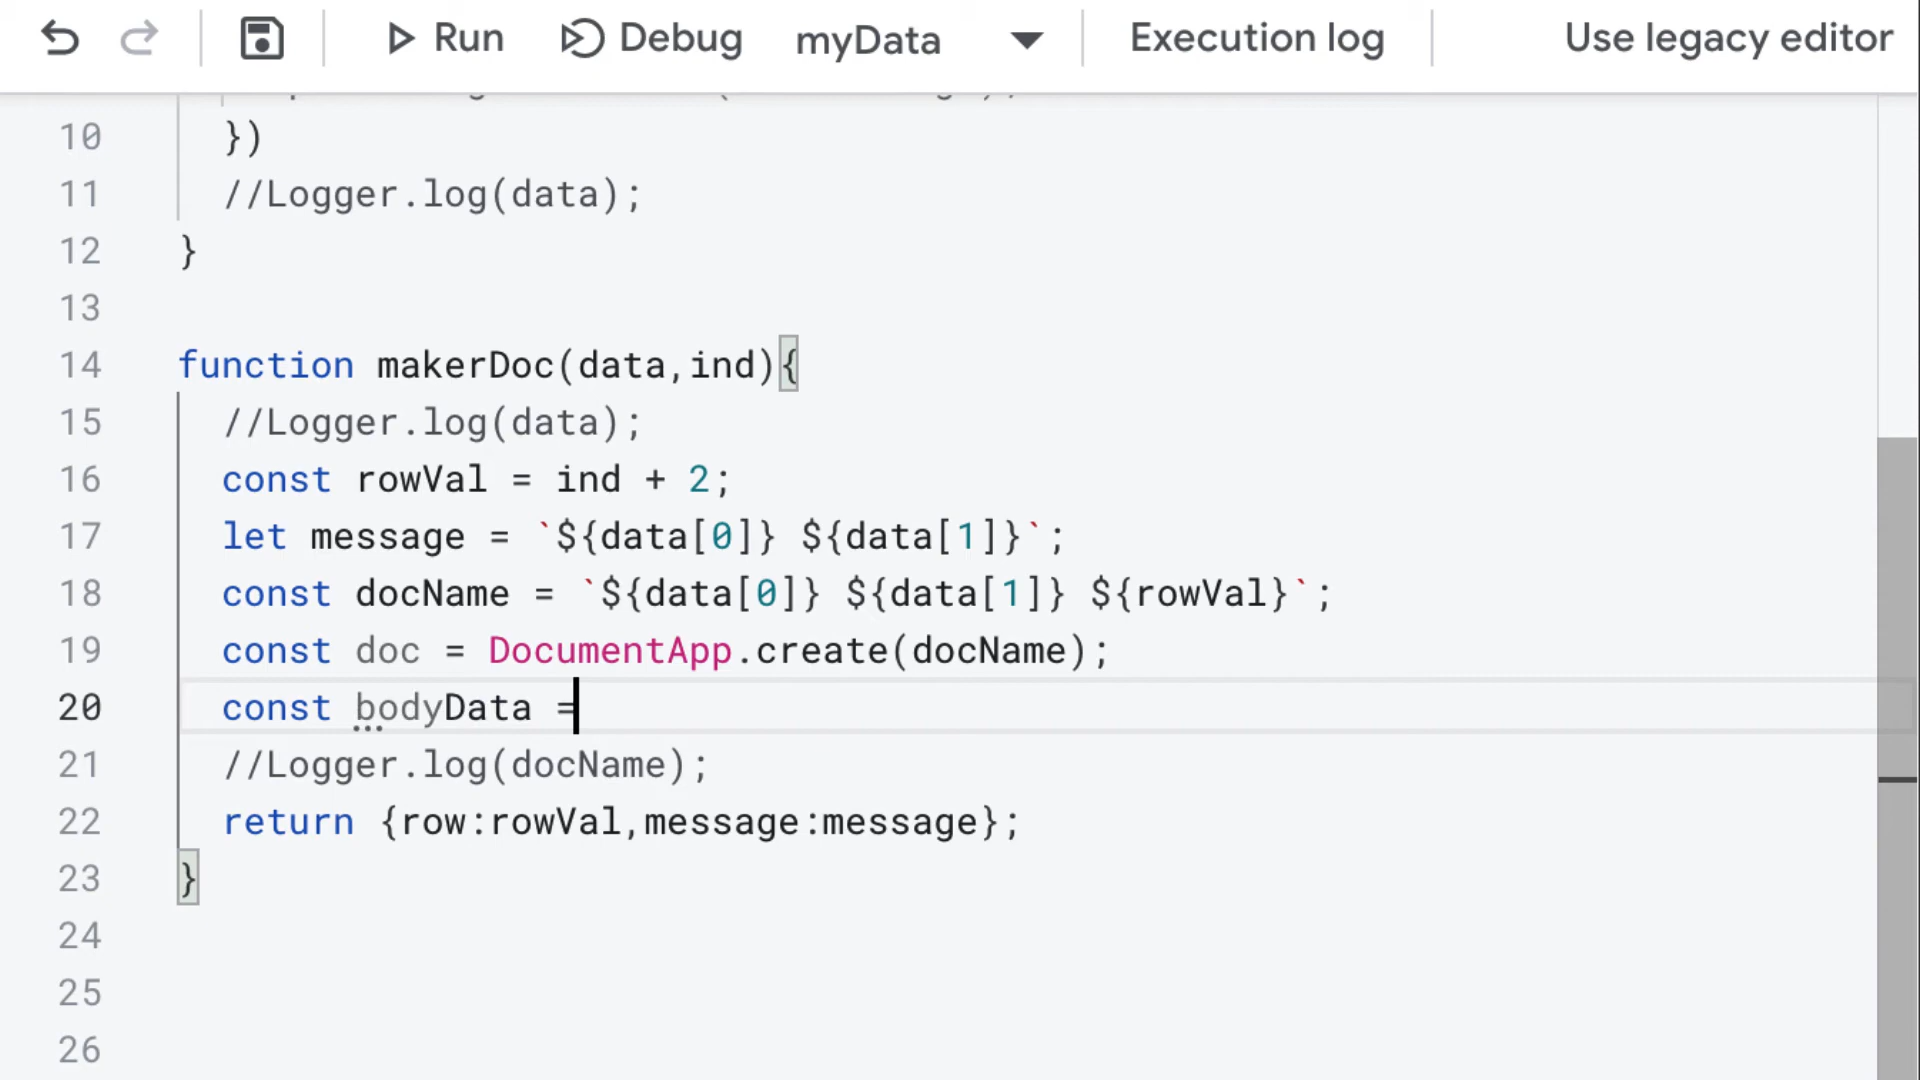 Run Debug myData Execution log Use legacy editor
10 })
11 //Logger.log(data);
12 }
13
14 function makerDoc(data,ind){
15 //Logger.log(data);
16 const rowVal = ind + 2;
17 let message = `${data[0]} ${data[1]}`;
18 const docName = `${data[0]} ${data[1]} ${rowVal}`;
19 const doc = DocumentApp.create(docName);
20 const bodyData =
21 //Logger.log(docName);
22 return {row:rowVal,message:message};
23 }
24
25
26